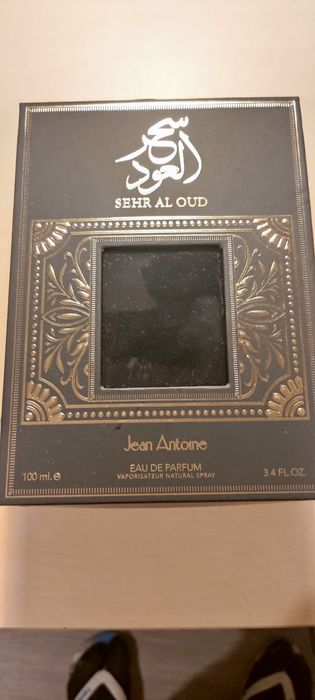 سحر
العود
SEHR AL OUD
Jean Antoine
EAU DE PARFUM
100 ml. e
VAPORISATEUR NATURAL SPRAY
3.4 FL.OZ.